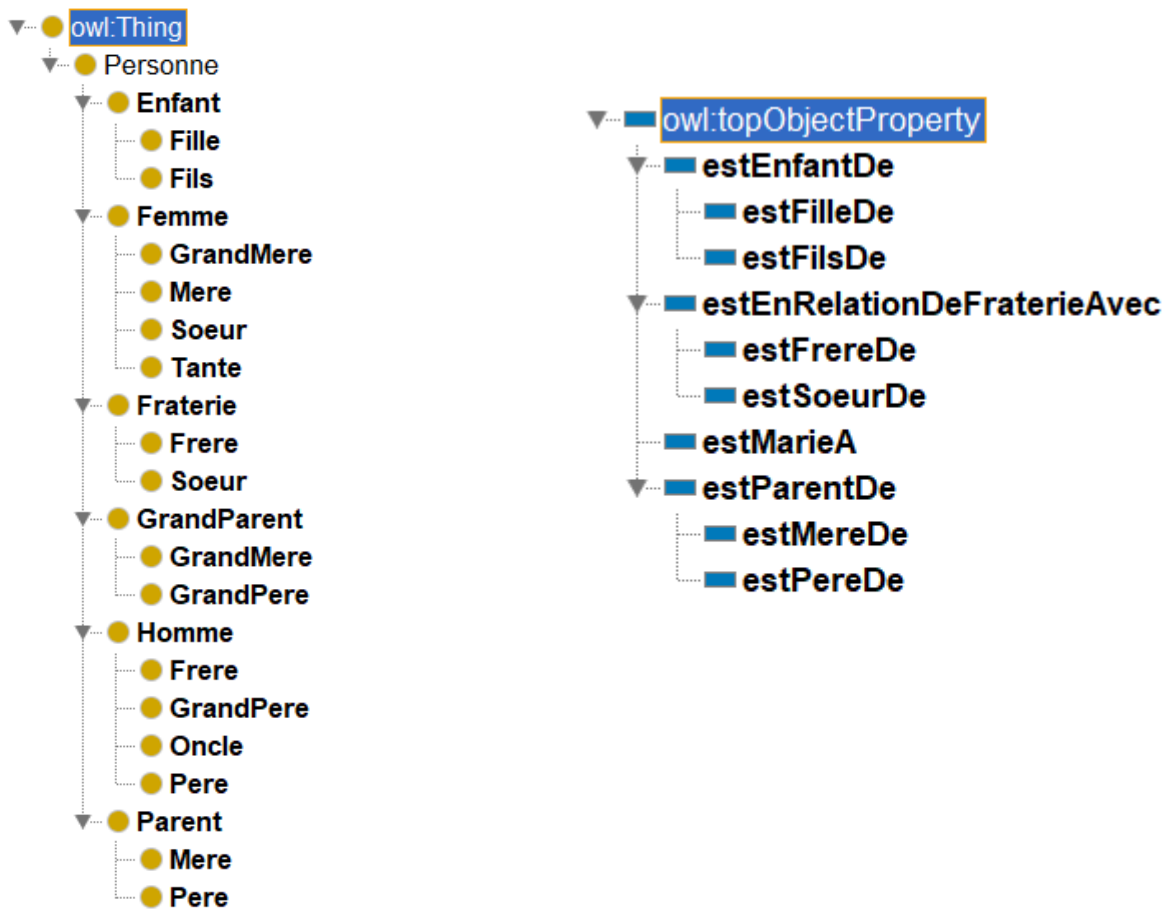 owl:Thing
Personne
Enfant
Fille
Fils
Femme
GrandMere
Mere
Soeur
Tante
Fraterie
Frere
Soeur
GrandParent
GrandMere
GrandPere
Homme
Frere
GrandPere
Oncle
Pere
Parent
Mere
Pere
owl:topObjectProperty
estEnfantDe
estFilleDe
estFilsDe
estEnRelationDeFraterieAvec
estFrereDe
estSoeurDe
estMarieA
estParentDe
estMereDe
estPereDe